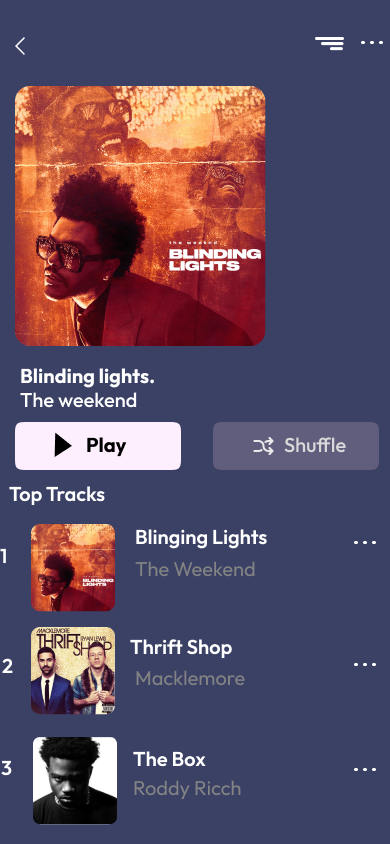 the weeknd
BLINDING
LIGHTS
Blinding lights.
The weekend
Play
Shuffle
Top Tracks
1
BLINDING
LIGHTS
Blinging Lights
The Weekend
2
MACKLEMORE
RYAN LEWIS
THRIFT
SHOP
Thrift Shop
Macklemore
3
The Box
Roddy Ricch